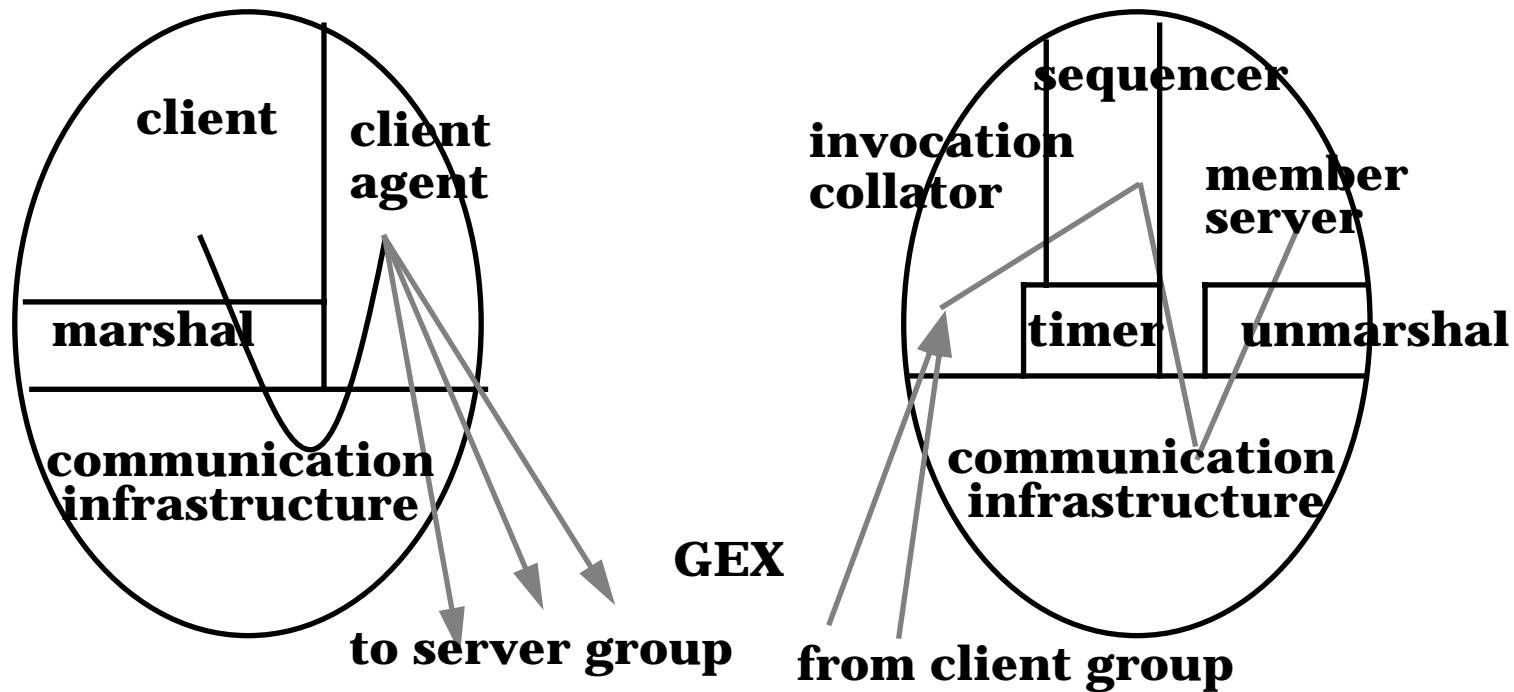 client
client
agent
marshal
communication
infrastructure
to server group
GEX
sequencer
invocation
collator
member
server
timer
unmarshal
communication
infrastructure
from client group